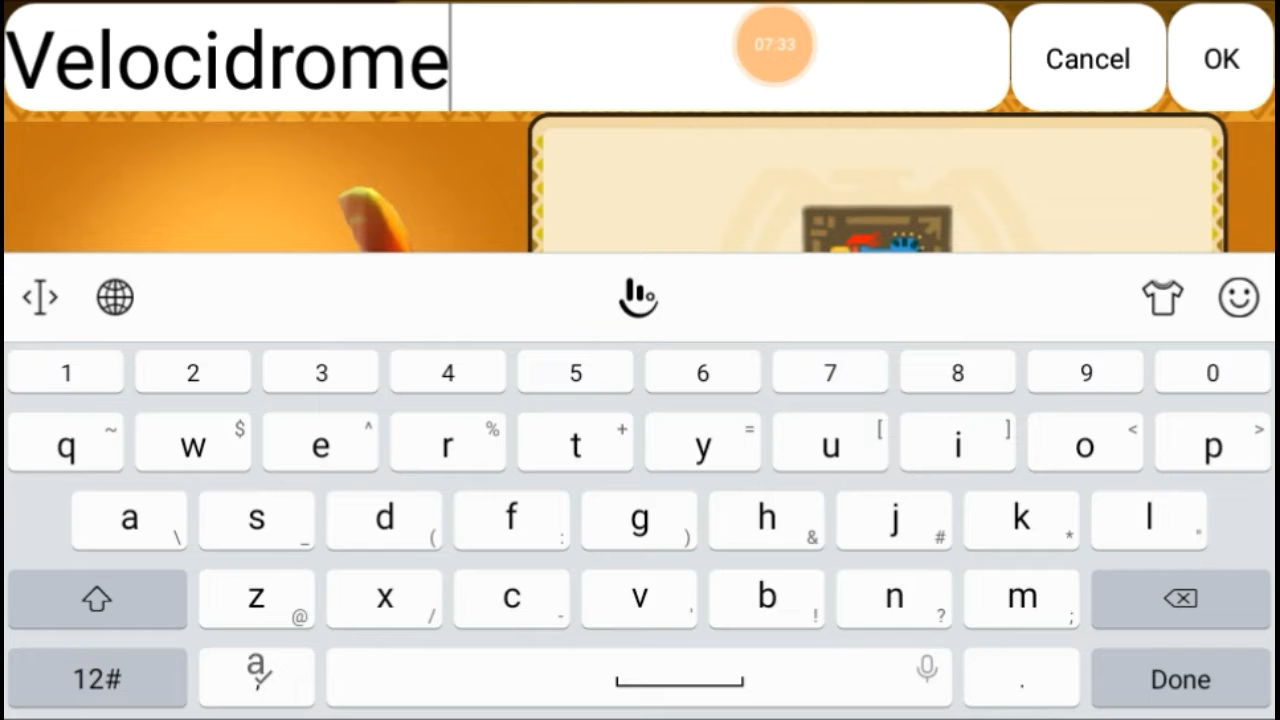 Velocidrome
07:33
Cancel
OK
1 2 3 4 5 6 7 8 9 0
q ~ w $ e ^ r % t + y = u [ i ] o < p >
a \ s _ d ( f : g ) h & j # k * l "
z @ x / c - v ' b ! n ? m ;
12# a , . Done